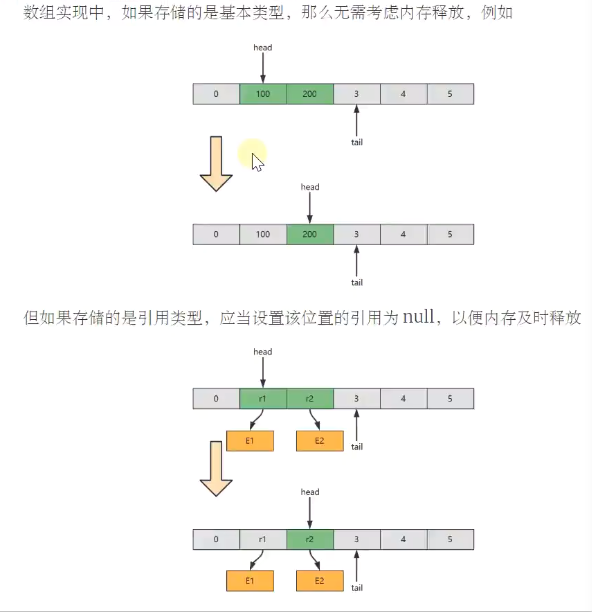 数组实现中，如果存储的是基本类型，那么无需考虑内存释放，例如
head
0 100 200 3 4 5
tail
head
0 100 200 3 4 5
tail
但如果存储的是引用类型，应当设置该位置的引用为 null，以便内存及时释放
head
0 r1 r2 3 4 5
E1 E2 tail
head
0 r1 r2 3 4 5
E1 E2 tail